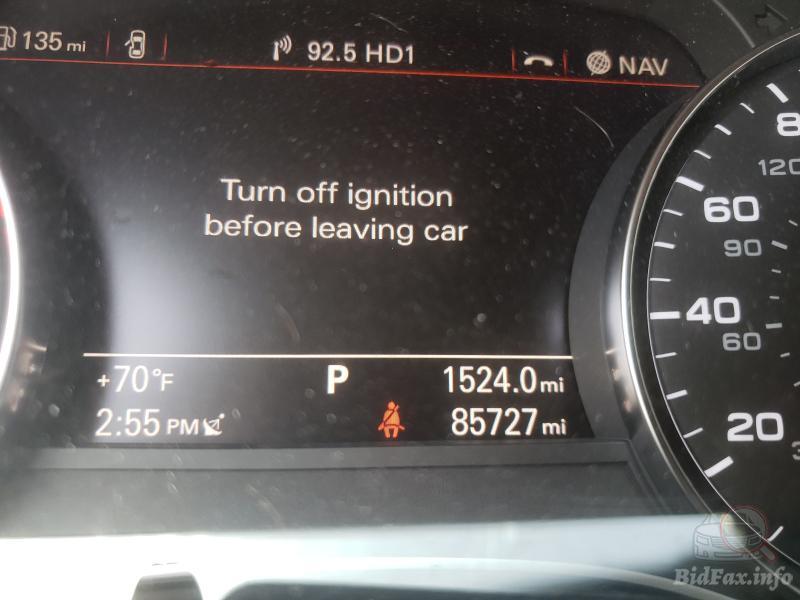 135 mi 92.5 HD1 NAV
Turn off ignition
before leaving car
+70°F P 1524.0 mi
2:55 PM 85727 mi
80
120
60
90
40
60
20
BidFax.info